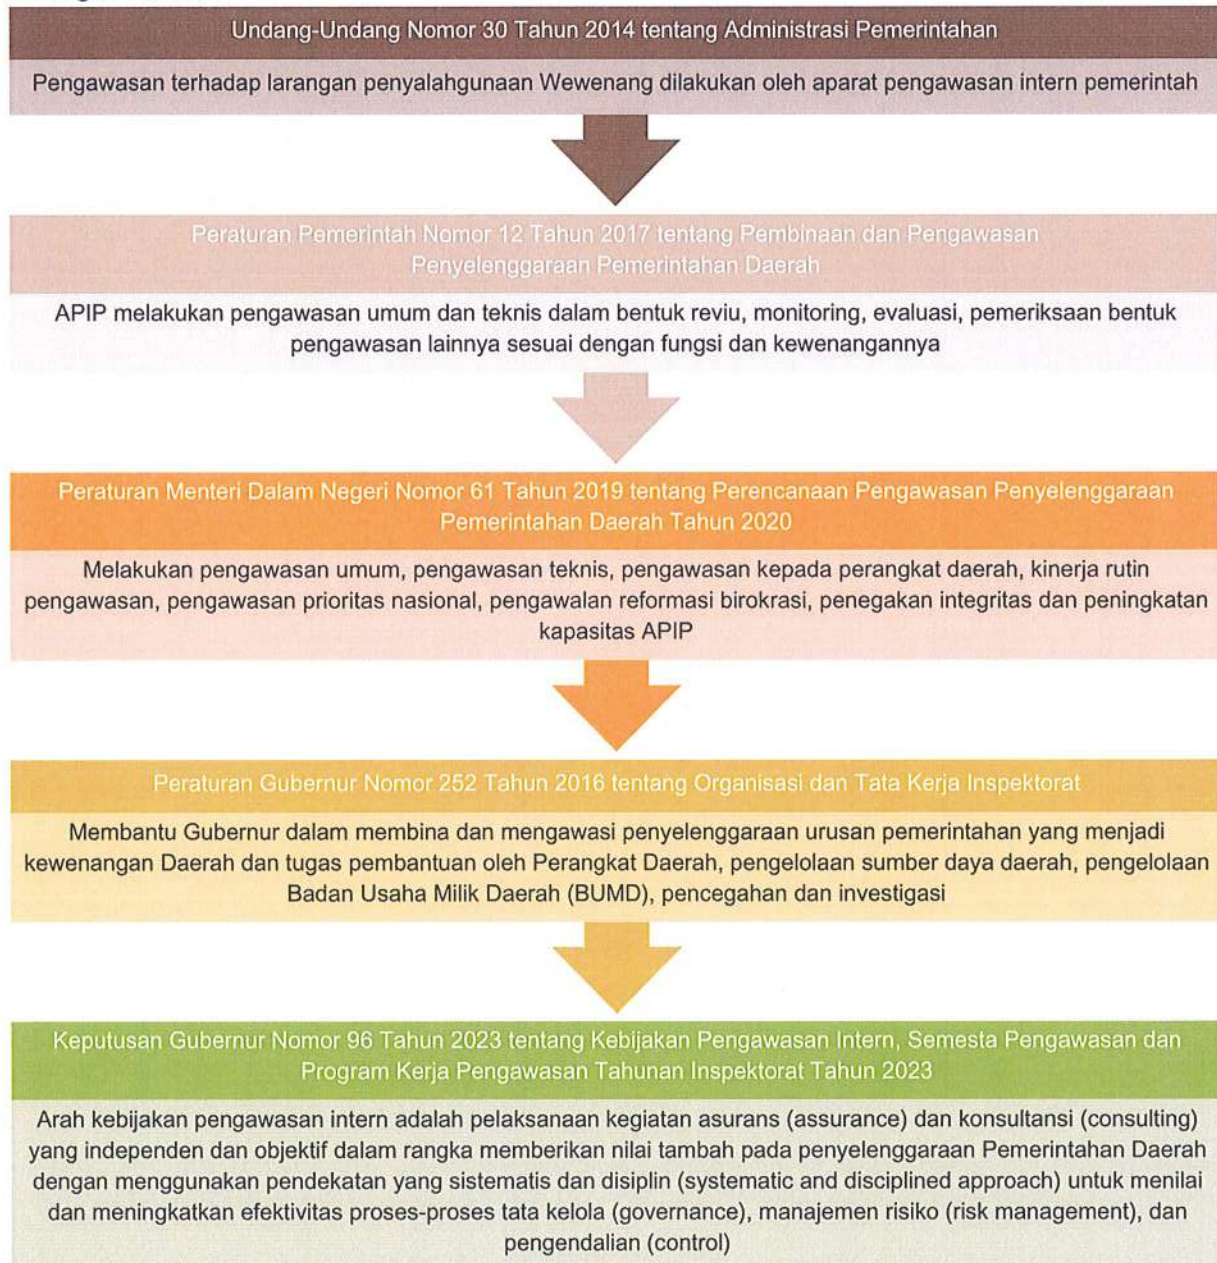 Undang-Undang Nomor 30 Tahun 2014 tentang Administrasi Pemerintahan
Pengawasan terhadap larangan penyalahgunaan Wewenang dilakukan oleh aparat pengawasan intern pemerintah
Peraturan Pemerintah Nomor 12 Tahun 2017 tentang Pembinaan dan Pengawasan
Penyelenggaraan Pemerintahan Daerah
APIP melakukan pengawasan umum dan teknis dalam bentuk reviu, monitoring, evaluasi, pemeriksaan bentuk
pengawasan lainnya sesuai dengan fungsi dan kewenangannya
Peraturan Menteri Dalam Negeri Nomor 61 Tahun 2019 tentang Perencanaan Pengawasan Penyelenggaraan
Pemerintahan Daerah Tahun 2020
Melakukan pengawasan umum, pengawasan teknis, pengawasan kepada perangkat daerah, kinerja rutin
pengawasan, pengawasan prioritas nasional, pengawalan reformasi birokrasi, penegakan integritas dan peningkatan
kapasitas APIP
Peraturan Gubernur Nomor 252 Tahun 2016 tentang Organisasi dan Tata Kerja Inspektorat
Membantu Gubernur dalam membina dan mengawasi penyelenggaraan urusan pemerintahan yang menjadi
kewenangan Daerah dan tugas pembantuan oleh Perangkat Daerah, pengelolaan sumber daya daerah, pengelolaan
Badan Usaha Milik Daerah (BUMD), pencegahan dan investigasi
Keputusan Gubernur Nomor 96 Tahun 2023 tentang Kebijakan Pengawasan Intern, Semesta Pengawasan dan
Program Kerja Pengawasan Tahunan Inspektorat Tahun 2023
Arah kebijakan pengawasan intern adalah pelaksanaan kegiatan asurans (assurance) dan konsultansi (consulting)
yang independen dan objektif dalam rangka memberikan nilai tambah pada penyelenggaraan Pemerintahan Daerah
dengan menggunakan pendekatan yang sistematis dan disiplin (systematic and disciplined approach) untuk menilai
dan meningkatkan efektivitas proses-proses tata kelola (governance), manajemen risiko (risk management), dan
pengendalian (control)